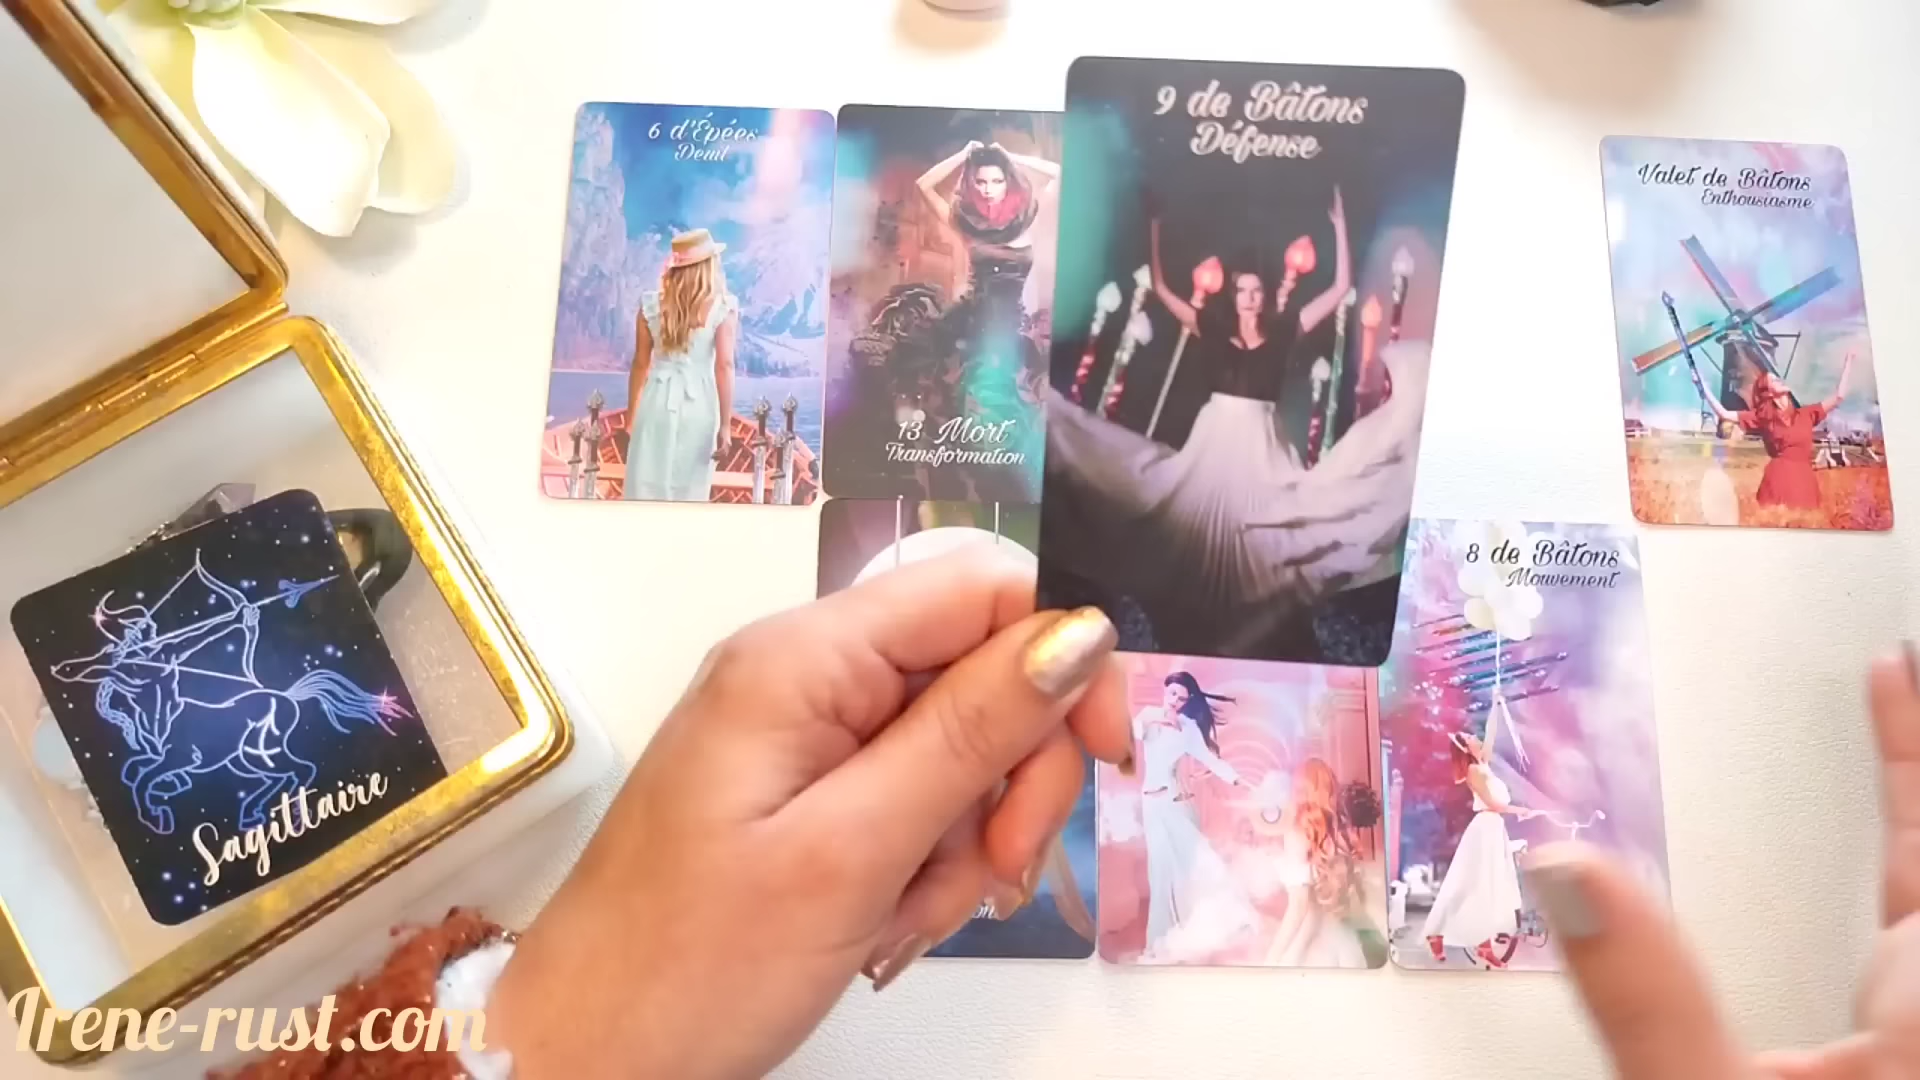 6 d'Épées
Deuil
13 Mort
Transformation
9 de Bâtons
Défense
Valet de Bâtons
Enthousiasme
8 de Bâtons
Mouvement
Sagittaire
Irene-rust.com